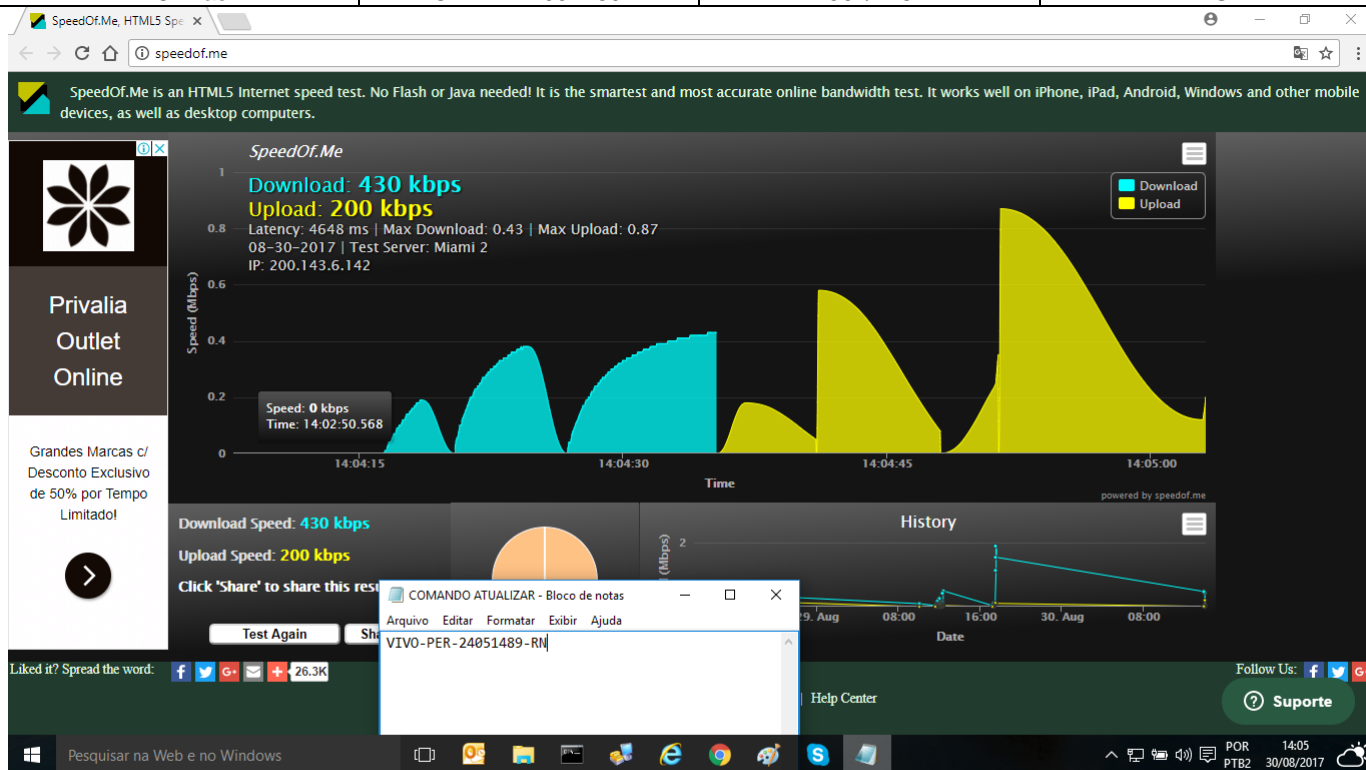 SpeedOf.Me, HTML5 Spe
speedof.me
SpeedOf.Me is an HTML5 Internet speed test. No Flash or Java needed! It is the smartest and most accurate online bandwidth test. It works well on iPhone, iPad, Android, Windows and other mobile
devices, as well as desktop computers.
Privalia
Outlet
Online
Grandes Marcas c/
Desconto Exclusivo
de 50% por Tempo
Limitado!
SpeedOf.Me
Download: 430 kbps
Upload: 200 kbps
Latency: 4648 ms | Max Download: 0.43 | Max Upload: 0.87
08-30-2017 | Test Server: Miami 2
IP: 200.143.6.142
Download
Upload
Speed (Mbps)
1
0.8
0.6
0.4
0.2
0
Speed: 0 kbps
Time: 14:02:50.568
14:04:15 14:04:30 14:04:45 14:05:00
Time
powered by speedof.me
Download Speed: 430 kbps
Upload Speed: 200 kbps
Click 'Share' to share this
Test Again
History
(Mbps)
2
Aug 08:00 16:00 30. Aug 08:00
Date
COMANDO ATUALIZAR - Bloco de notas
Arquivo Editar Formatar Exibir Ajuda
VIVO-PER-24051489-RN
Liked it? Spread the word: 26.3K
| Help Center
Follow Us:
Suporte
Pesquisar na Web e no Windows
POR
PTB2
14:05
30/08/2017